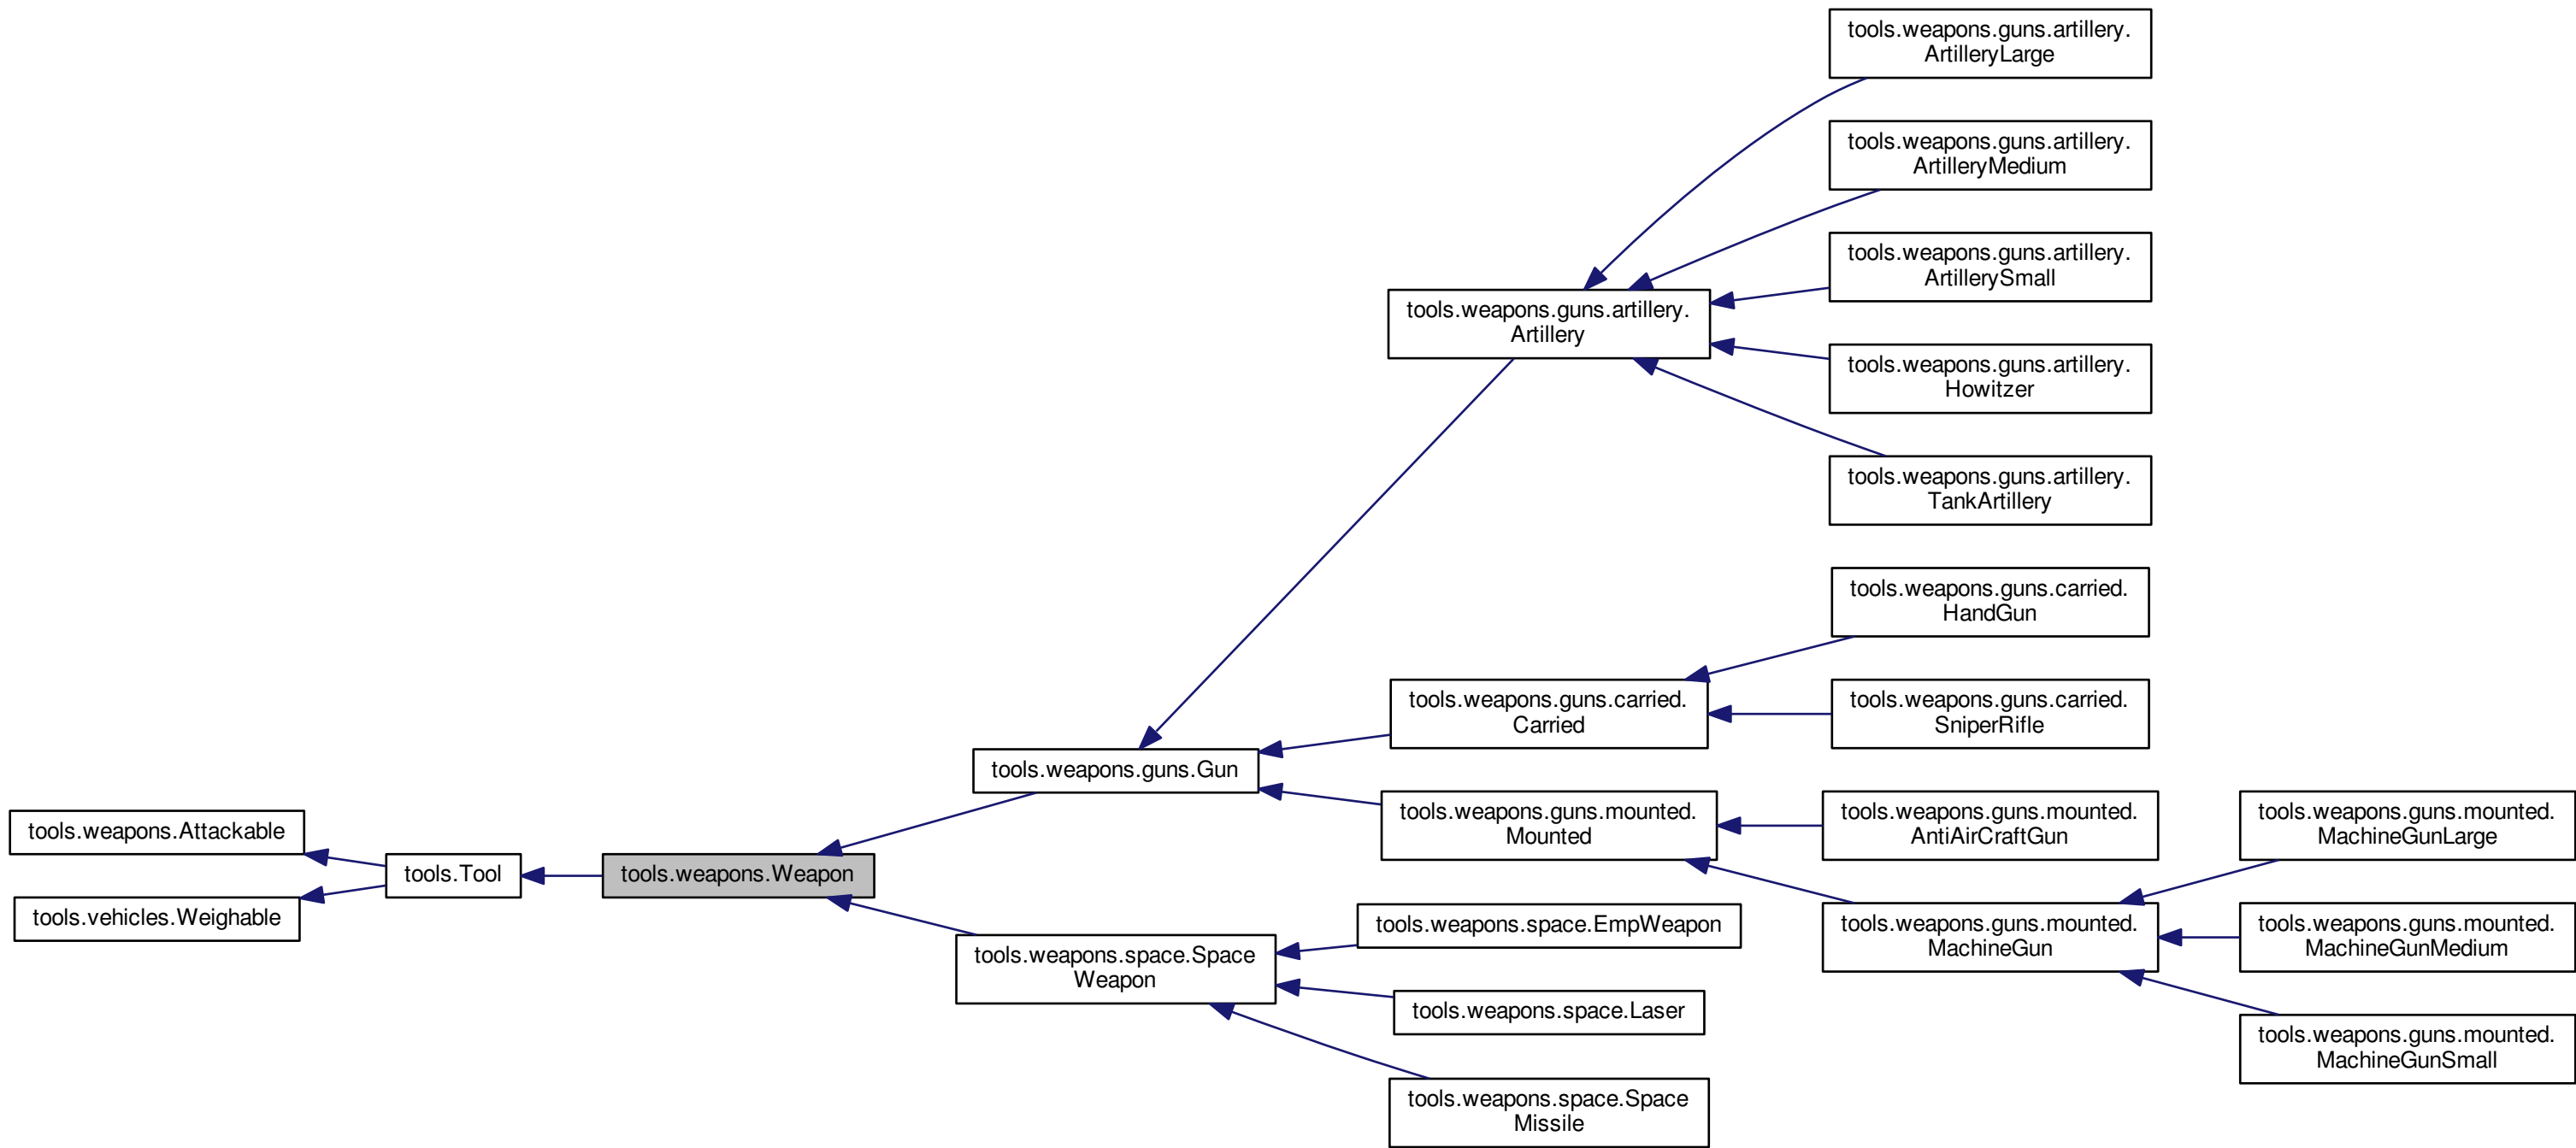 tools.weapons.guns.artillery.
ArtilleryLarge
tools.weapons.guns.artillery.
ArtilleryMedium
tools.weapons.guns.artillery.
ArtillerySmall
tools.weapons.guns.artillery.
Artillery
tools.weapons.guns.artillery.
Howitzer
tools.weapons.guns.artillery.
TankArtillery
tools.weapons.guns.carried.
HandGun
tools.weapons.guns.carried.
Carried
tools.weapons.guns.carried.
SniperRifle
tools.weapons.guns.Gun
tools.weapons.guns.mounted.
Mounted
tools.weapons.guns.mounted.
AntiAirCraftGun
tools.weapons.guns.mounted.
MachineGunLarge
tools.weapons.Attackable
tools.Tool
tools.weapons.Weapon
tools.vehicles.Weighable
tools.weapons.space.EmpWeapon
tools.weapons.guns.mounted.
MachineGun
tools.weapons.guns.mounted.
MachineGunMedium
tools.weapons.space.Space
Weapon
tools.weapons.space.Laser
tools.weapons.guns.mounted.
MachineGunSmall
tools.weapons.space.Space
Missile